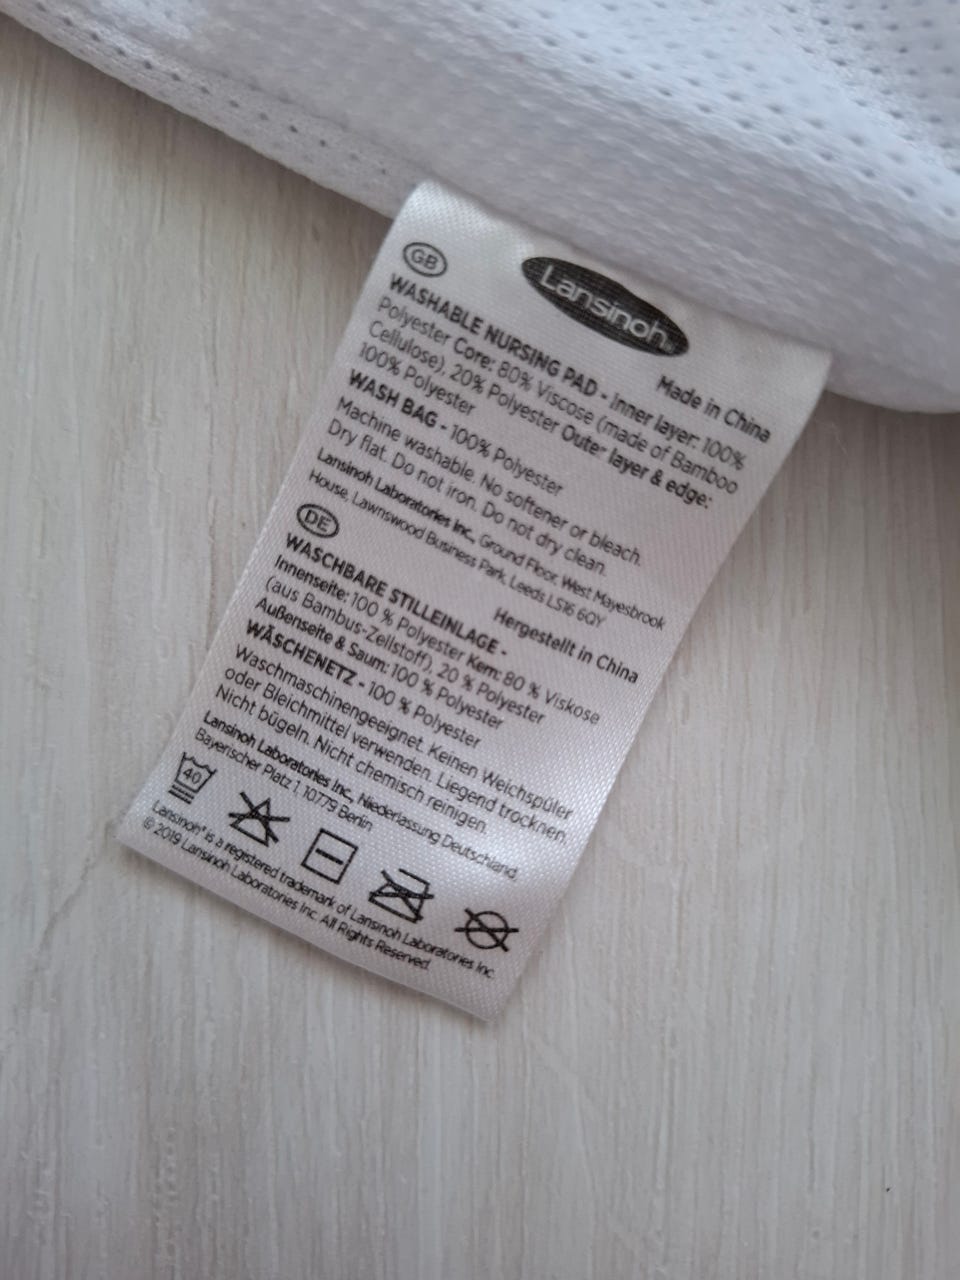 Lansinoh®
GB
Made in China
WASHABLE NURSING PAD - Inner layer: 100%
Polyester Core: 80% Viscose (made of Bamboo
Cellulose), 20% Polyester Outer layer & edge:
100% Polyester
WASH BAG - 100% Polyester
Machine washable. No softener or bleach.
Dry flat. Do not iron. Do not dry clean.
Lansinoh Laboratories Inc., Ground Floor, West Mayesbrook
House, Lawnswood Business Park, Leeds LS16 6QY
DE
Hergestellt in China
WASCHBARE STILLEINLAGE -
Innenseite: 100 % Polyester Kern: 80 % Viskose
(aus Bambus-Zellstoff), 20 % Polyester
Außenseite & Saum: 100 % Polyester
WÄSCHENETZ - 100 % Polyester
Waschmaschinengeeignet. Keinen Weichspüler
oder Bleichmittel verwenden. Liegend trocknen.
Nicht bügeln. Nicht chemisch reinigen.
Lansinoh Laboratories Inc., Niederlassung Deutschland,
Bayerischer Platz 1, 10779 Berlin
40
Lansinoh® is a registered trademark of Lansinoh Laboratories Inc.
© 2019 Lansinoh Laboratories Inc. All Rights Reserved.